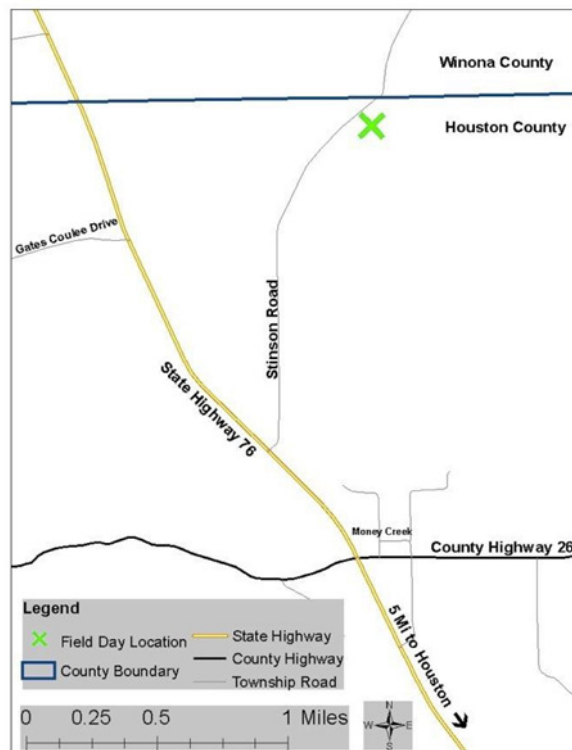 Winona County
Houston County
Gates Coulee Drive
Stinson Road
State Highway 76
Money Creek
County Highway 26
5 Mi to Houston
Legend
Field Day Location
County Boundary
State Highway
County Highway
Township Road
0 0.25 0.5 1 Miles
N
W E
S